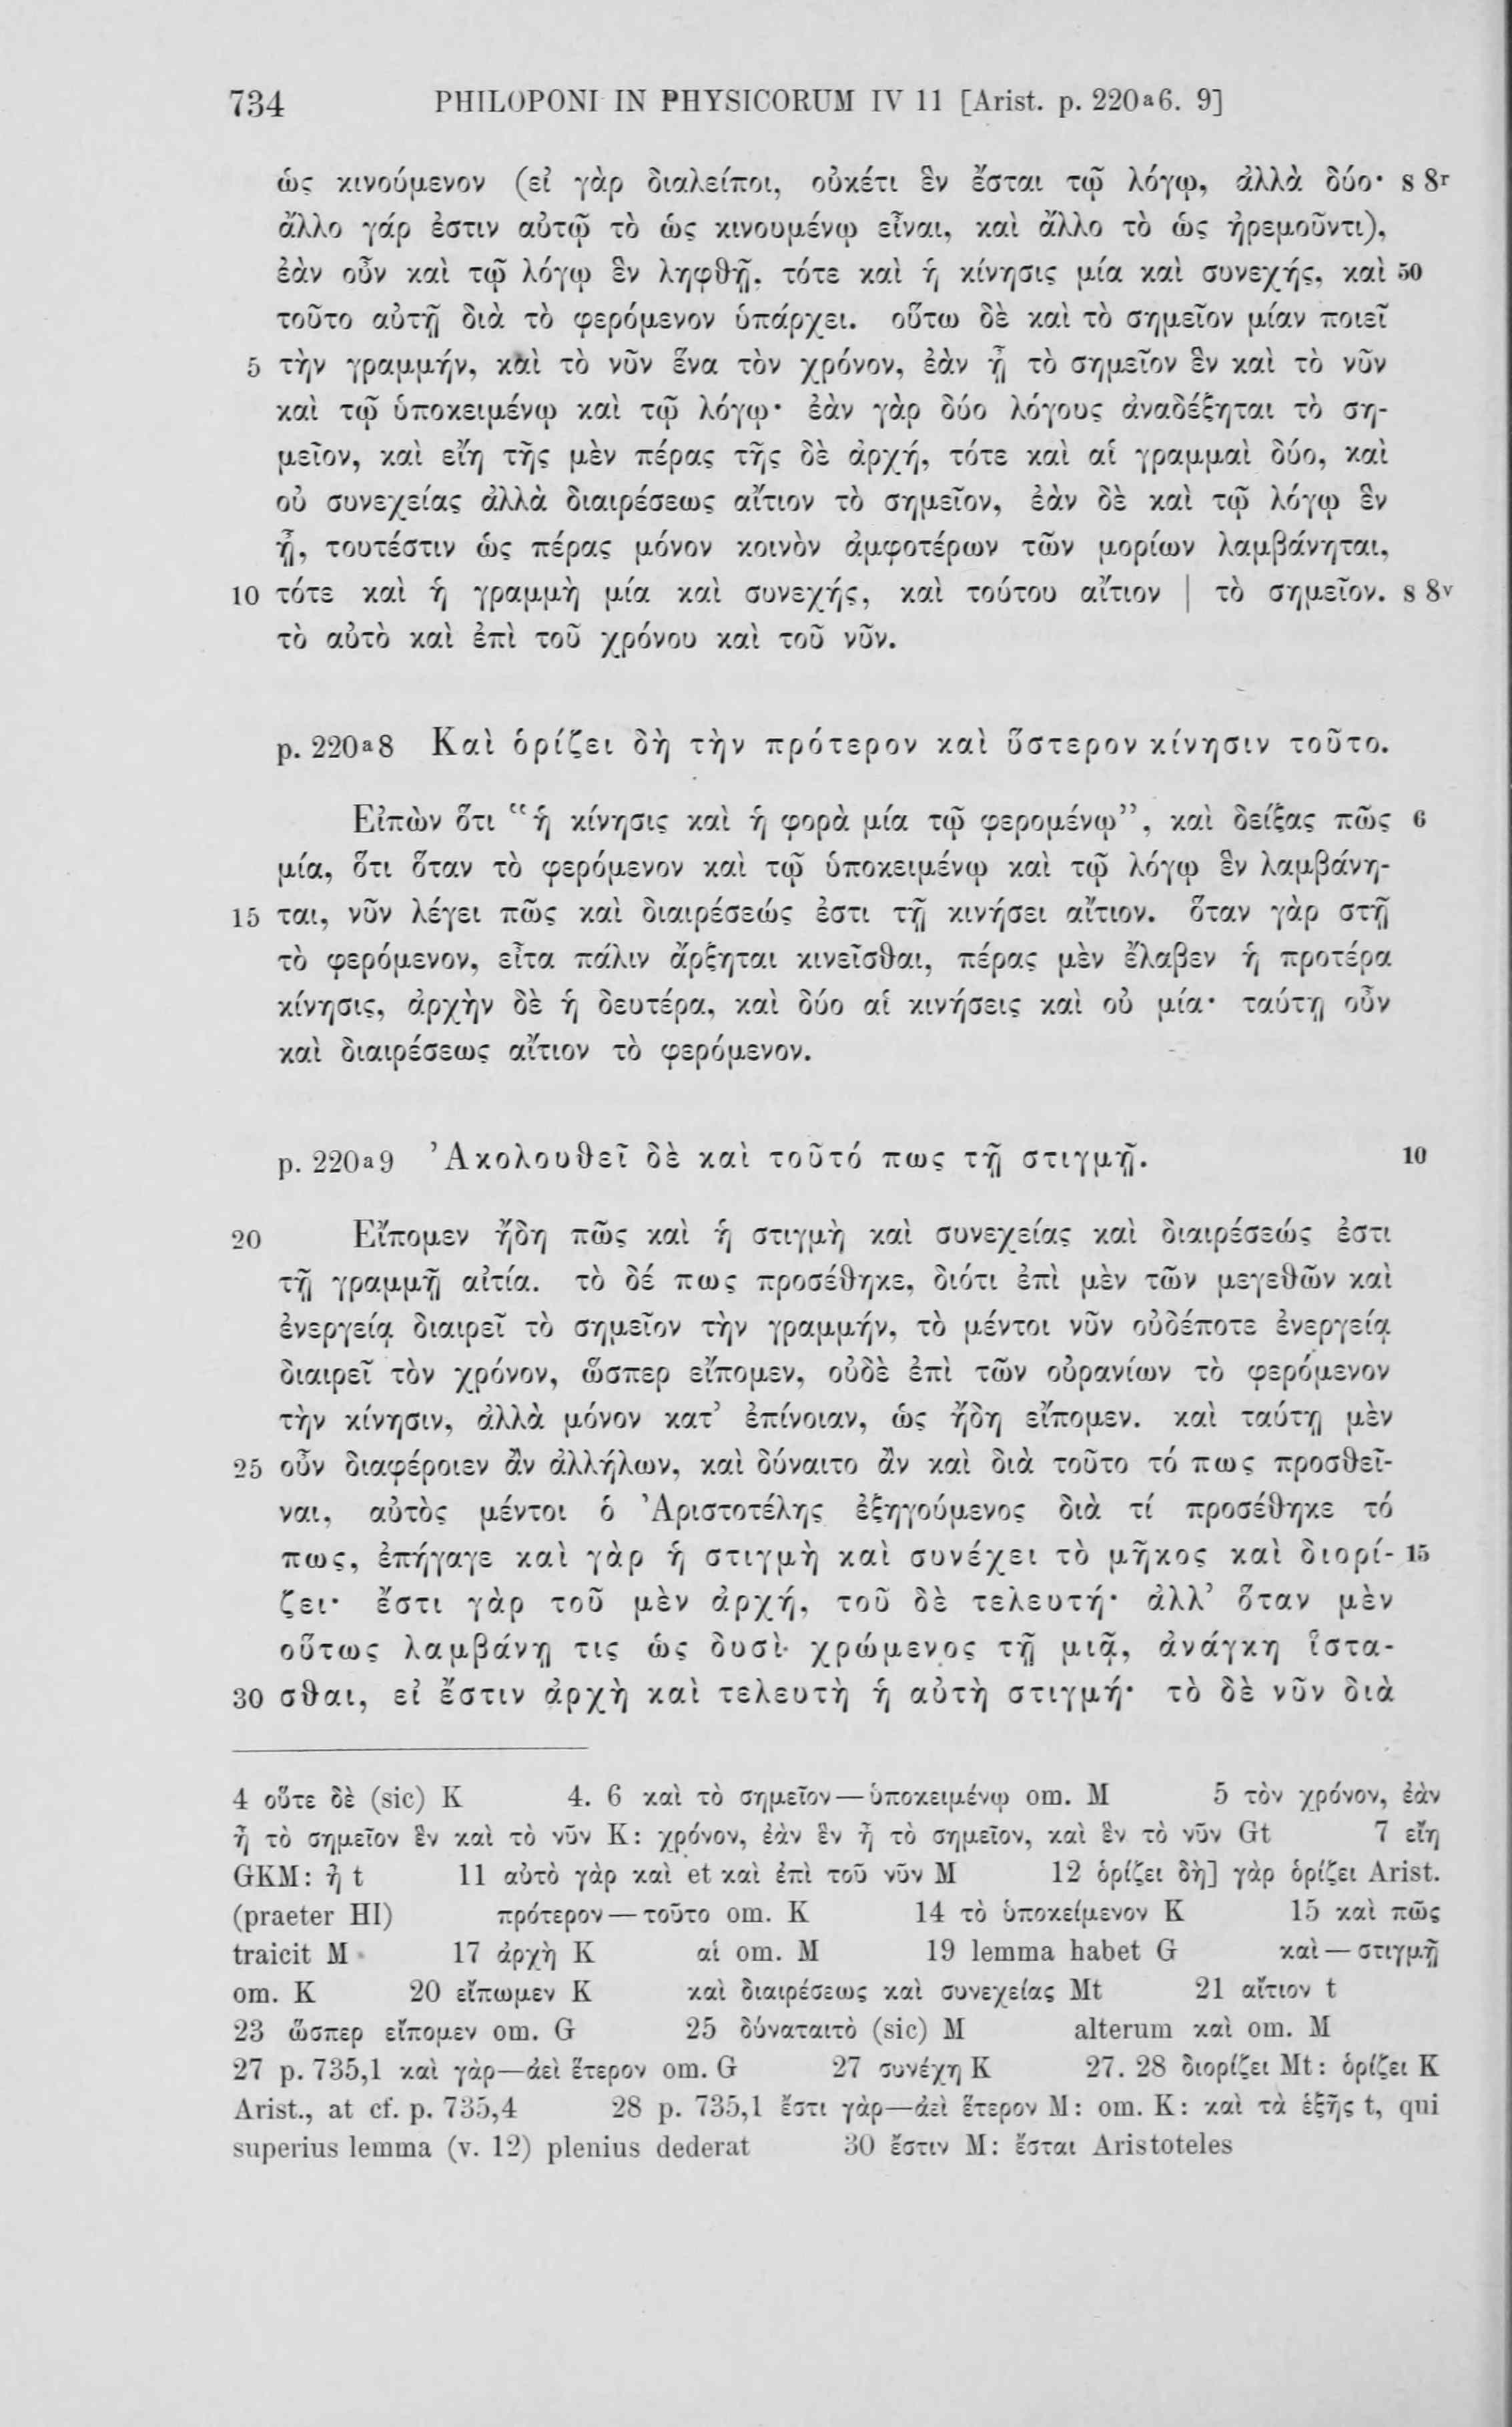 734 PHILOPONI IN PHYSICORUM IV 11 [Arist. p. 220ᵃ6. 9]
ὡς κινούμενον (εἰ γὰρ διαλείποι, οὐκέτι ἓν ἔσται τῷ λόγῳ, ἀλλὰ δύο· s 8ʳ
ἄλλο γάρ ἐστιν αὐτῷ τὸ ὡς κινουμένῳ εἶναι, καὶ ἄλλο τὸ ὡς ἠρεμοῦντι),
ἐὰν οὖν καὶ τῷ λόγῳ ἓν ληφθῇ, τότε καὶ ἡ κίνησις μία καὶ συνεχής, καὶ 50
τοῦτο αὐτῇ διὰ τὸ φερόμενον ὑπάρχει. οὕτω δὲ καὶ τὸ σημεῖον μίαν ποιεῖ
5 τὴν γραμμήν, καὶ τὸ νῦν ἕνα τὸν χρόνον, ἐὰν ᾖ τὸ σημεῖον ἓν καὶ τὸ νῦν
καὶ τῷ ὑποκειμένῳ καὶ τῷ λόγῳ· ἐὰν γὰρ δύο λόγους ἀναδέξηται τὸ ση-
μεῖον, καὶ εἴη τῆς μὲν πέρας τῆς δὲ ἀρχή, τότε καὶ αἱ γραμμαὶ δύο, καὶ
οὐ συνεχείας ἀλλὰ διαιρέσεως αἴτιον τὸ σημεῖον, ἐὰν δὲ καὶ τῷ λόγῳ ἓν
ᾖ, τουτέστιν ὡς πέρας μόνον κοινὸν ἀμφοτέρων τῶν μορίων λαμβάνηται,
10 τότε καὶ ἡ γραμμὴ μία καὶ συνεχής, καὶ τούτου αἴτιον | τὸ σημεῖον. s 8ᵛ
τὸ αὐτὸ καὶ ἐπὶ τοῦ χρόνου καὶ τοῦ νῦν.
p. 220ᵃ8 Καὶ ὁρίζει δὴ τὴν πρότερον καὶ ὕστερον κίνησιν τοῦτο.
Εἰπὼν ὅτι “ἡ κίνησις καὶ ἡ φορὰ μία τῷ φερομένῳ”, καὶ δείξας πῶς 6
μία, ὅτι ὅταν τὸ φερόμενον καὶ τῷ ὑποκειμένῳ καὶ τῷ λόγῳ ἓν λαμβάνη-
15 ται, νῦν λέγει πῶς καὶ διαιρέσεώς ἐστι τῇ κινήσει αἴτιον. ὅταν γὰρ στῇ
τὸ φερόμενον, εἶτα πάλιν ἄρξηται κινεῖσθαι, πέρας μὲν ἔλαβεν ἡ προτέρα
κίνησις, ἀρχὴν δὲ ἡ δευτέρα, καὶ δύο αἱ κινήσεις καὶ οὐ μία· ταύτῃ οὖν
καὶ διαιρέσεως αἴτιον τὸ φερόμενον.
p. 220ᵃ9 Ἀκολουθεῖ δὲ καὶ τοῦτό πως τῇ στιγμῇ. 10
20 Εἴπομεν ἤδη πῶς καὶ ἡ στιγμὴ καὶ συνεχείας καὶ διαιρέσεώς ἐστι
τῇ γραμμῇ αἰτία. τὸ δέ πως προσέθηκε, διότι ἐπὶ μὲν τῶν μεγεθῶν καὶ
ἐνεργείᾳ διαιρεῖ τὸ σημεῖον τὴν γραμμήν, τὸ μέντοι νῦν οὐδέποτε ἐνεργείᾳ
διαιρεῖ τὸν χρόνον, ὥσπερ εἴπομεν, οὐδὲ ἐπὶ τῶν οὐρανίων τὸ φερόμενον
τὴν κίνησιν, ἀλλὰ μόνον κατ’ ἐπίνοιαν, ὡς ἤδη εἴπομεν. καὶ ταύτῃ μὲν
25 οὖν διαφέροιεν ἂν ἀλλήλων, καὶ δύναιτο ἂν καὶ διὰ τοῦτο τό πως προσθεῖ-
ναι, αὐτὸς μέντοι ὁ Ἀριστοτέλης ἐξηγούμενος διὰ τί προσέθηκε τό
πως, ἐπήγαγε καὶ γὰρ ἡ στιγμὴ καὶ συνέχει τὸ μῆκος καὶ διορί- 15
ζει· ἔστι γὰρ τοῦ μὲν ἀρχή, τοῦ δὲ τελευτή· ἀλλ’ ὅταν μὲν
οὕτως λαμβάνῃ τις ὡς δυσὶ χρώμενος τῇ μιᾷ, ἀνάγκη ἵστα-
30 σθαι, εἰ ἔστιν ἀρχὴ καὶ τελευτὴ ἡ αὐτὴ στιγμή· τὸ δὲ νῦν διὰ
4 οὕτε δὲ (sic) K 4. 6 καὶ τὸ σημεῖον—ὑποκειμένῳ om. M 5 τὸν χρόνον, ἐὰν
ᾖ τὸ σημεῖον ἓν καὶ τὸ νῦν K: χρόνον, ἐὰν ἓν ᾖ τὸ σημεῖον, καὶ ἓν τὸ νῦν Gt 7 εἴη
GKM: ᾖ t 11 αὐτὸ γὰρ καὶ et καὶ ἐπὶ τοῦ νῦν M 12 ὁρίζει δὴ] γὰρ ὁρίζει Arist.
(praeter HI) πρότερον—τοῦτο om. K 14 τὸ ὑποκείμενον K 15 καὶ πῶς
traicit M 17 ἀρχὴ K αἱ om. M 19 lemma habet G καὶ—στιγμῇ
om. K 20 εἴπωμεν K καὶ διαιρέσεως καὶ συνεχείας Mt 21 αἴτιον t
23 ὥσπερ εἴπομεν om. G 25 δύναταιτὸ (sic) M alterum καὶ om. M
27 p. 735,1 καὶ γὰρ—ἀεὶ ἕτερον om. G 27 συνέχη K 27. 28 διορίζει Mt: ὁρίζει K
Arist., at cf. p. 735,4 28 p. 735,1 ἔστι γὰρ—ἀεὶ ἕτερον M: om. K: καὶ τὰ ἑξῆς t, qui
superius lemma (v. 12) plenius dederat 30 ἔστιν M: ἔσται Aristoteles